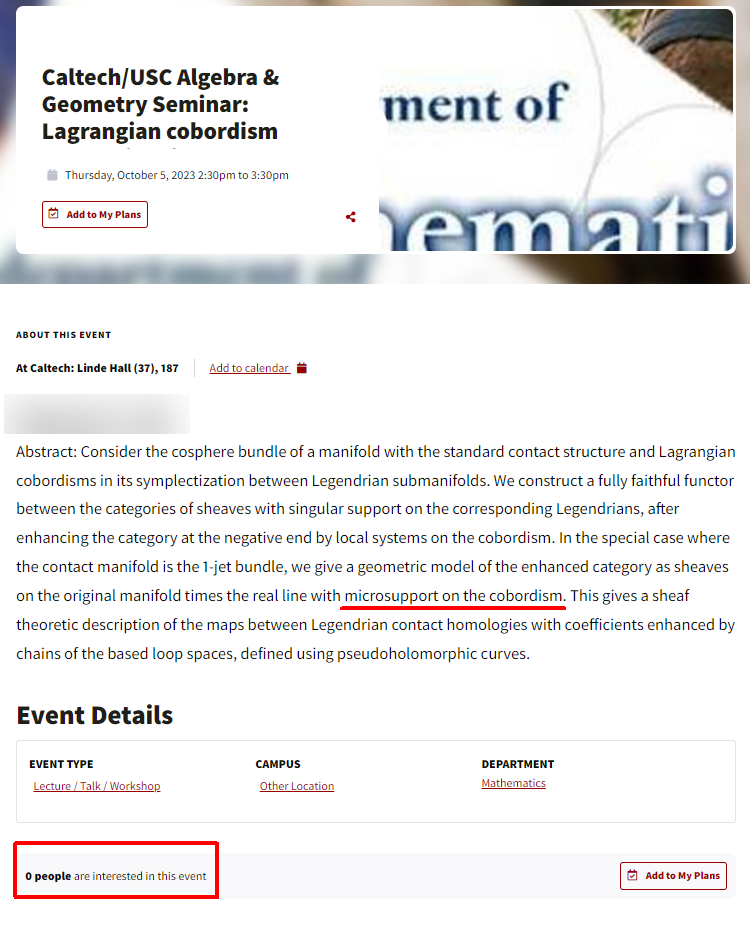 Caltech/USC Algebra &
Geometry Seminar:
Lagrangian cobordism
Thursday, October 5, 2023 2:30pm to 3:30pm
Add to My Plans
ment of
emati
department of
ABOUT THIS EVENT
At Caltech: Linde Hall (37), 187 Add to calendar
Abstract: Consider the cosphere bundle of a manifold with the standard contact structure and Lagrangian
cobordisms in its symplectization between Legendrian submanifolds. We construct a fully faithful functor
between the categories of sheaves with singular support on the corresponding Legendrians, after
enhancing the category at the negative end by local systems on the cobordism. In the special case where
the contact manifold is the 1-jet bundle, we give a geometric model of the enhanced category as sheaves
on the original manifold times the real line with microsupport on the cobordism. This gives a sheaf
theoretic description of the maps between Legendrian contact homologies with coefficients enhanced by
chains of the based loop spaces, defined using pseudoholomorphic curves.
Event Details
EVENT TYPE CAMPUS DEPARTMENT
Lecture / Talk / Workshop Other Location Mathematics
0 people are interested in this event Add to My Plans